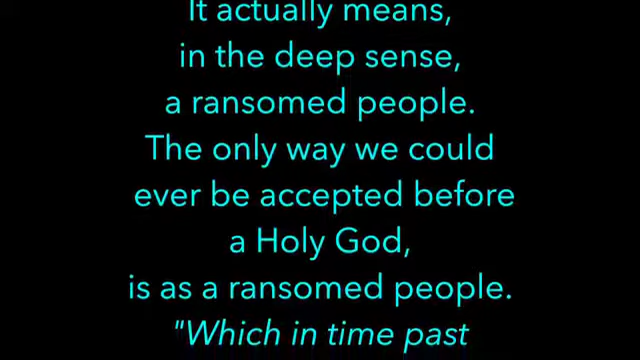 It actually means,
in the deep sense,
a ransomed people.
The only way we could
ever be accepted before
a Holy God,
is as a ransomed people.
"Which in time past